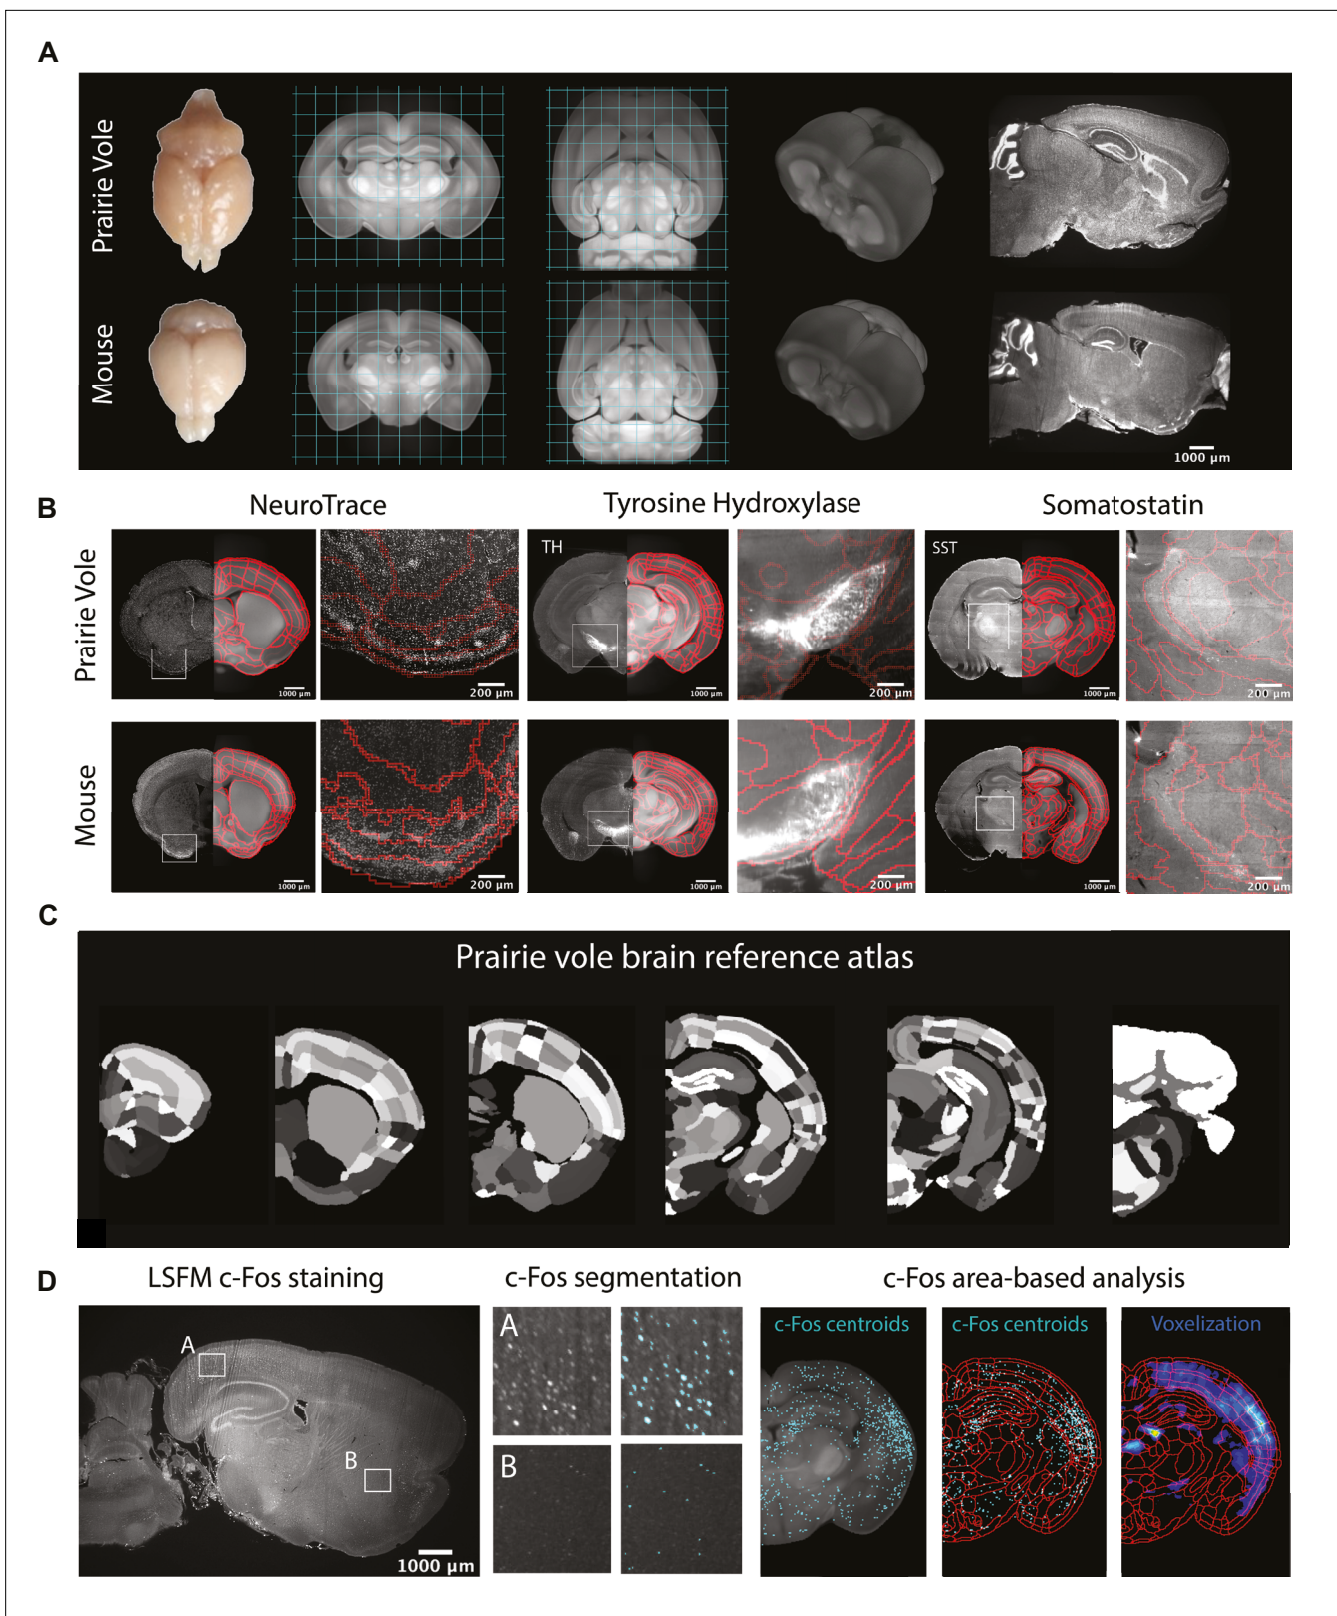 A
Prairie Vole
Mouse
1000 µm
B
NeuroTrace
Tyrosine Hydroxylase
Somatostatin
Prairie Vole
TH
SST
1000 µm
200 µm
1000 µm
200 µm
1000 µm
200 µm
Mouse
1000 µm
200 µm
1000 µm
200 µm
1000 µm
200 µm
C
Prairie vole brain reference atlas
D
LSFM c-Fos staining
c-Fos segmentation
c-Fos area-based analysis
A
B
1000 µm
A
B
c-Fos centroids
c-Fos centroids
Voxelization